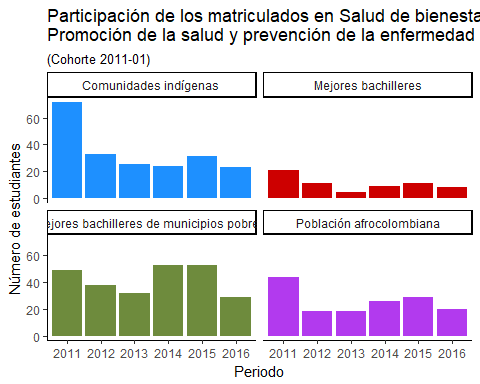 Participación de los matriculados en Salud de bienesta
Promoción de la salud y prevención de la enfermedad
(Cohorte 2011-01)
Comunidades indígenas
Mejores bachilleres
60
40
20
0
ejores bachilleres de municipios pobre
Población afrocolombiana
60
40
20
0
Número de estudiantes
2011 2012 2013 2014 2015 2016
2011 2012 2013 2014 2015 2016
Periodo